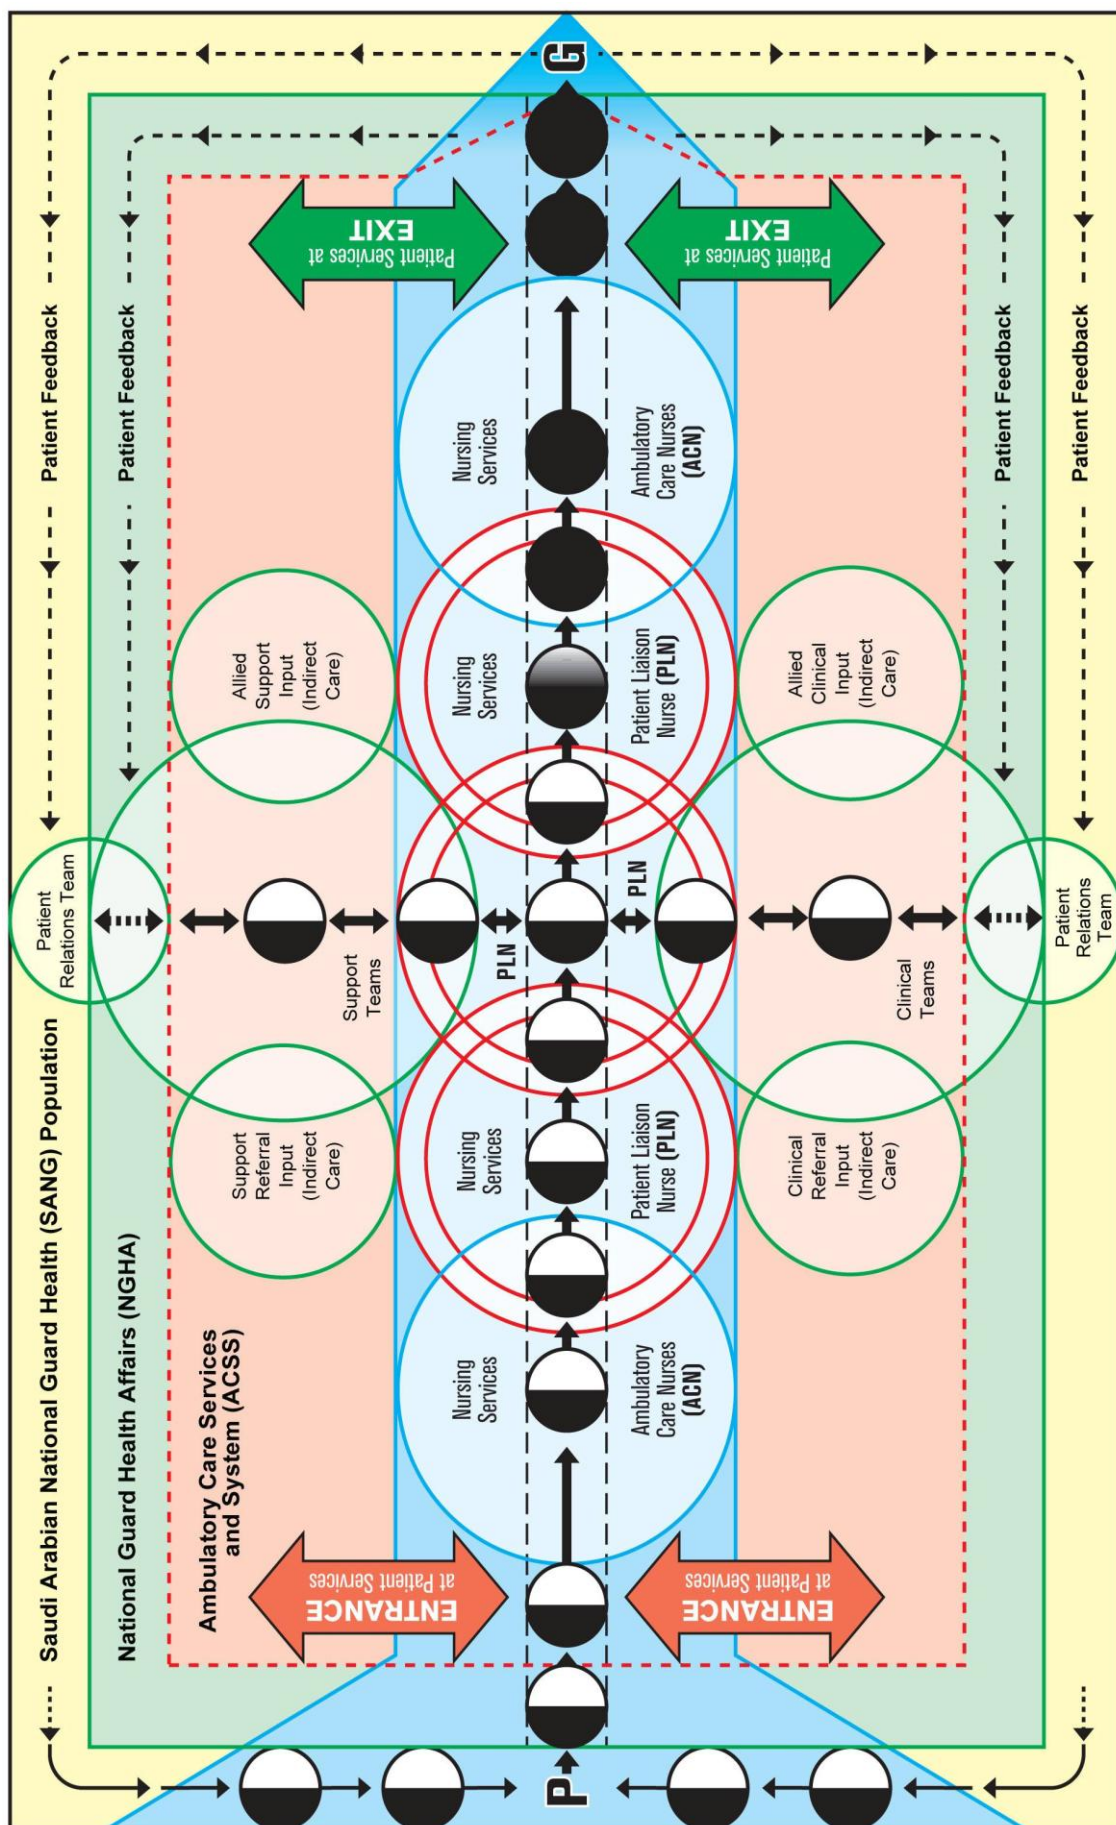 Saudi Arabian National Guard Health (SANG) Population
Patient Feedback
National Guard Health Affairs (NGHA)
Patient Feedback
Ambulatory Care Services
and System (ACSS)
Patient
Relations Team
ENTRANCE
at Patient Services
Support
Referral
Input
(Indirect
Care)
Support
Teams
Allied
Support
Input
(Indirect
Care)
Patient Services at
EXIT
Nursing
Services
Nursing
Services
PLN
Nursing
Services
Nursing
Services
P
G
Ambulatory
Care Nurses
(ACN)
Patient Liaison
Nurse (PLN)
PLN
Patient Liaison
Nurse (PLN)
Ambulatory
Care Nurses
(ACN)
ENTRANCE
at Patient Services
Clinical
Referral
Input
(Indirect
Care)
Clinical
Teams
Allied
Clinical
Input
(Indirect
Care)
Patient Services at
EXIT
Patient Feedback
Patient
Relations
Team
Patient Feedback